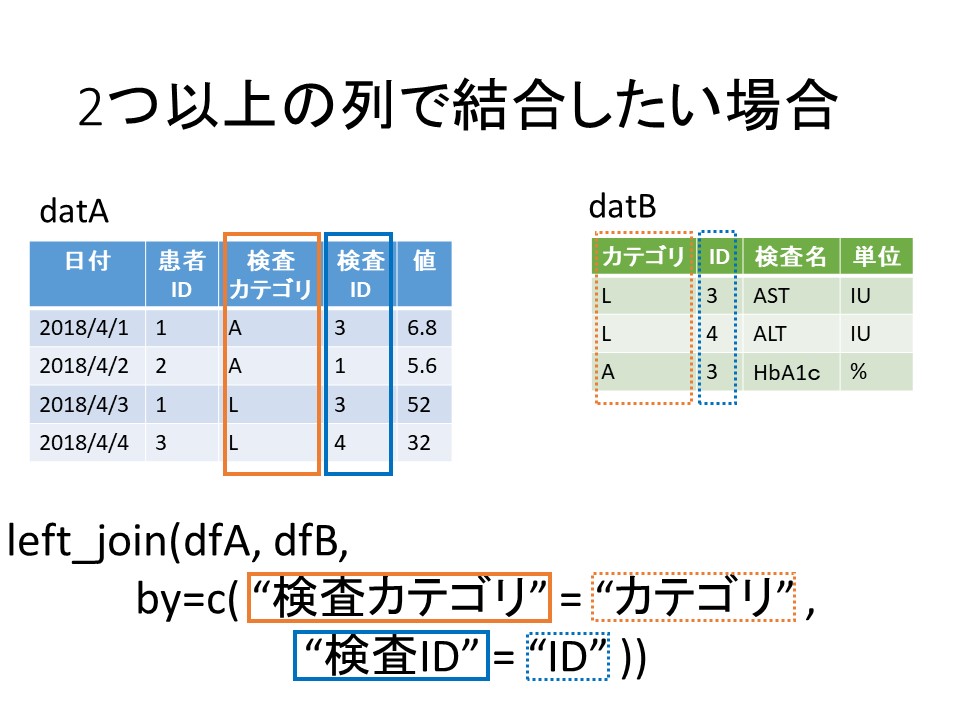 2つ以上の列で結合したい場合
datA
日付 患者ID 検査カテゴリ 検査ID 値
2018/4/1 1 A 3 6.8
2018/4/2 2 A 1 5.6
2018/4/3 1 L 3 52
2018/4/4 3 L 4 32
datB
カテゴリ ID 検査名 単位
L 3 AST IU
L 4 ALT IU
A 3 HbA1c %
left_join(dfA, dfB,
by=c( “検査カテゴリ” = “カテゴリ” ,
“検査ID” = “ID” ))